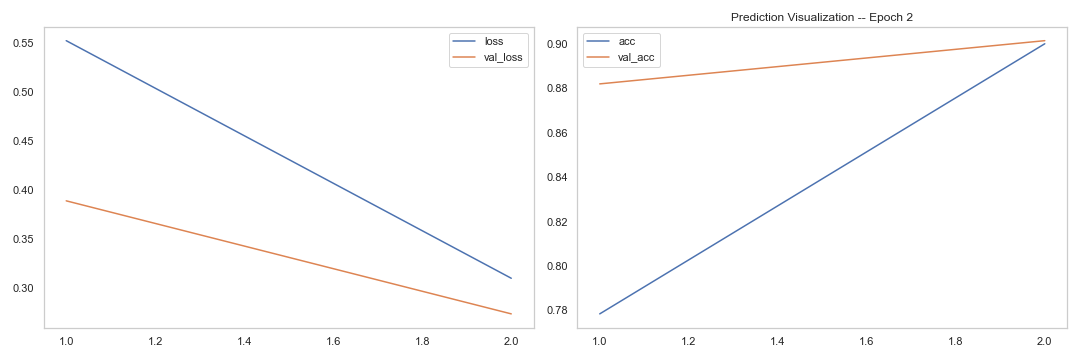 Prediction Visualization -- Epoch 2
loss
val_loss
0.55
0.50
0.45
0.40
0.35
0.30
1.0 1.2 1.4 1.6 1.8 2.0
acc
val_acc
0.90
0.88
0.86
0.84
0.82
0.80
0.78
1.0 1.2 1.4 1.6 1.8 2.0